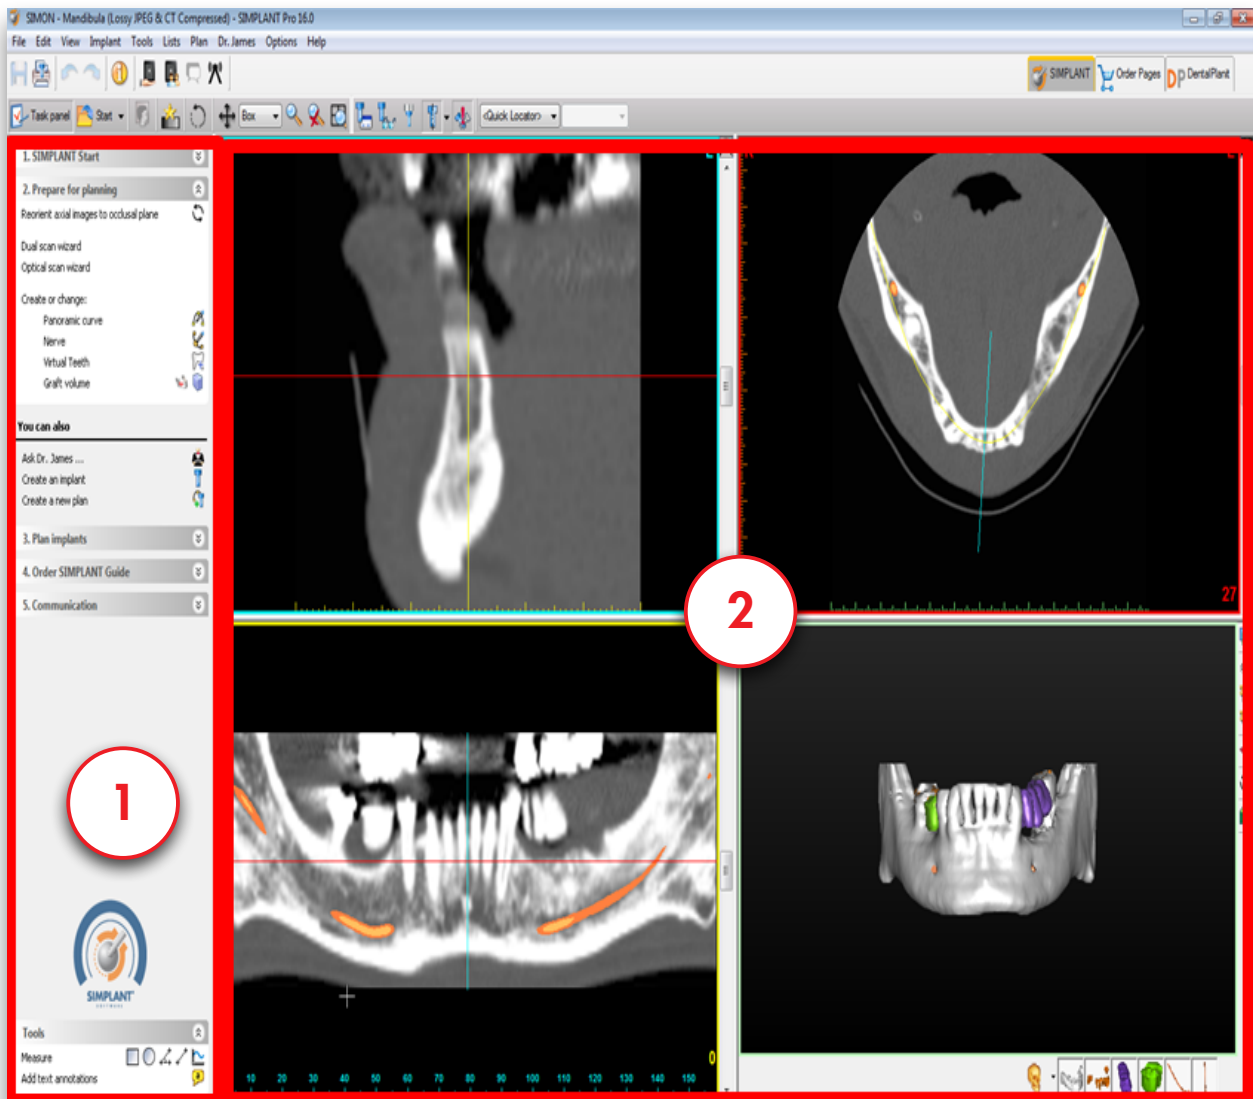 SIMON - Mandibula (Lossy JPEG & CT Compressed) - SIMPLANT Pro 16.0
File Edit View Implant Tools Lists Plan Dr.James Options Help
SIMPLANT Order Pages DentalPlanit
Task panel Start Box <Quick Locator>
1. SIMPLANT Start
2. Prepare for planning
Reorient axial images to occlusal plane
Dual scan wizard
Optical scan wizard
Create or change:
Panoramic curve
Nerve
Virtual Teeth
Graft volume
You can also
Ask Dr. James ...
Create an implant
Create a new plan
3. Plan implants
4. Order SIMPLANT Guide
5. Communication
27
2
1
SIMPLANT
Tools
Measure
Add text annotations
0
10 20 30 40 50 60 70 80 90 100 110 120 130 140 150